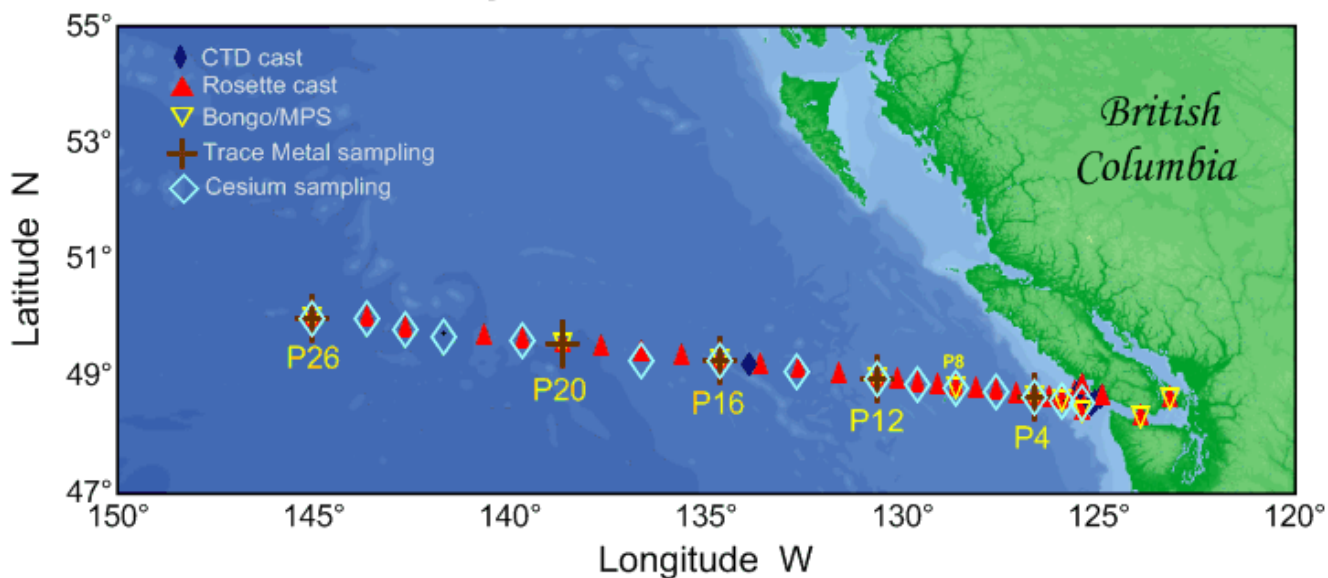 55°
53°
51°
49°
47°
Latitude N
CTD cast
Rosette cast
Bongo/MPS
Trace Metal sampling
Cesium sampling
British
Columbia
P26
P20
P16
P12
P8
P4
150°
145°
140°
135°
130°
125°
120°
Longitude W